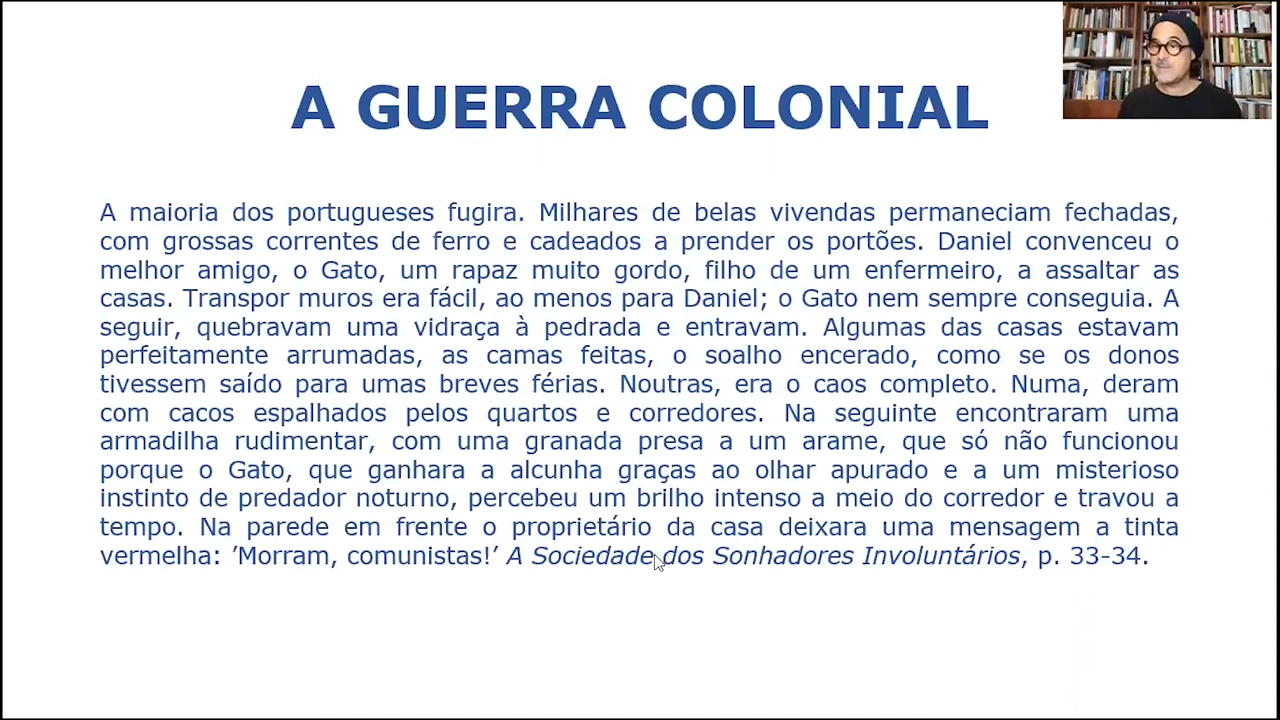 A GUERRA COLONIAL
A maioria dos portugueses fugira. Milhares de belas vivendas permaneciam fechadas,
com grossas correntes de ferro e cadeados a prender os portões. Daniel convenceu o
melhor amigo, o Gato, um rapaz muito gordo, filho de um enfermeiro, a assaltar as
casas. Transpor muros era fácil, ao menos para Daniel; o Gato nem sempre conseguia. A
seguir, quebravam uma vidraça à pedrada e entravam. Algumas das casas estavam
perfeitamente arrumadas, as camas feitas, o soalho encerado, como se os donos
tivessem saído para umas breves férias. Noutras, era o caos completo. Numa, deram
com cacos espalhados pelos quartos e corredores. Na seguinte encontraram uma
armadilha rudimentar, com uma granada presa a um arame, que só não funcionou
porque o Gato, que ganhara a alcunha graças ao olhar apurado e a um misterioso
instinto de predador noturno, percebeu um brilho intenso a meio do corredor e travou a
tempo. Na parede em frente o proprietário da casa deixara uma mensagem a tinta
vermelha: ’Morram, comunistas!’ A Sociedade dos Sonhadores Involuntários, p. 33-34.